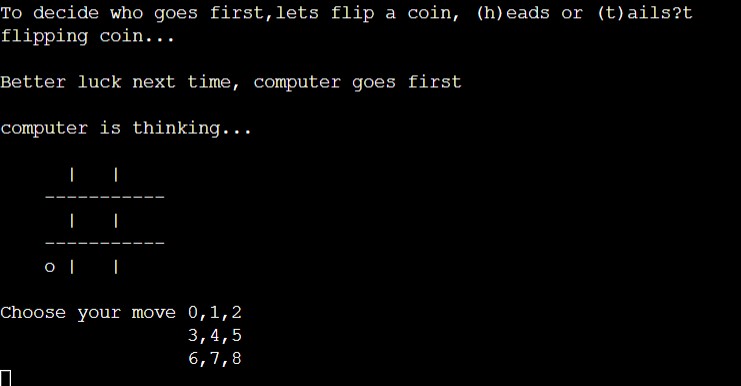 To decide who goes first,lets flip a coin, (h)eads or (t)ails?t
flipping coin...
Better luck next time, computer goes first
computer is thinking...
| |
-----------
| |
-----------
o | |
Choose your move 0,1,2
3,4,5
6,7,8